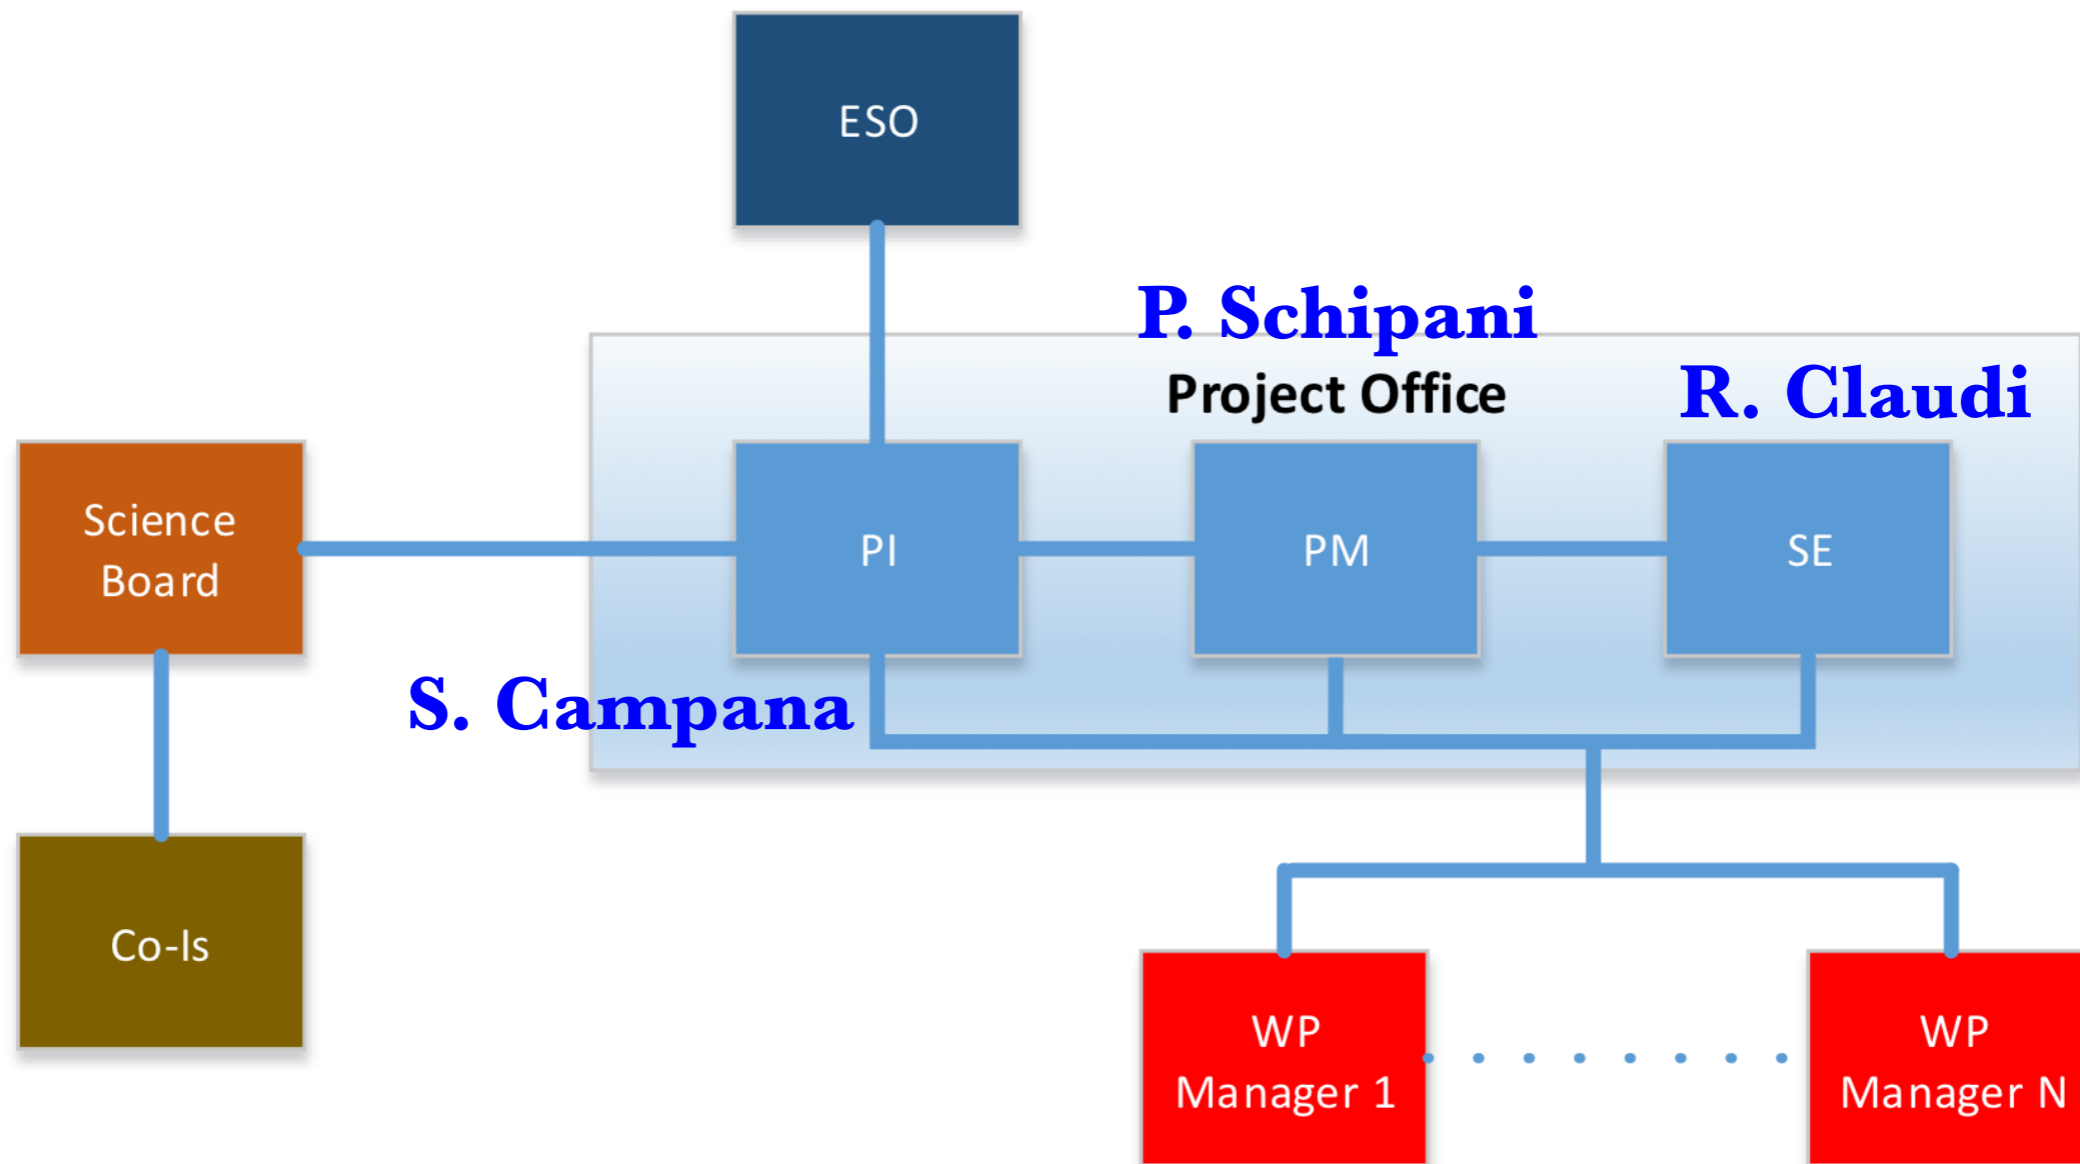 ESO
P. Schipani
Project Office
R. Claudi
Science
Board
PI
PM
SE
S. Campana
Co-Is
WP
Manager 1
WP
Manager N